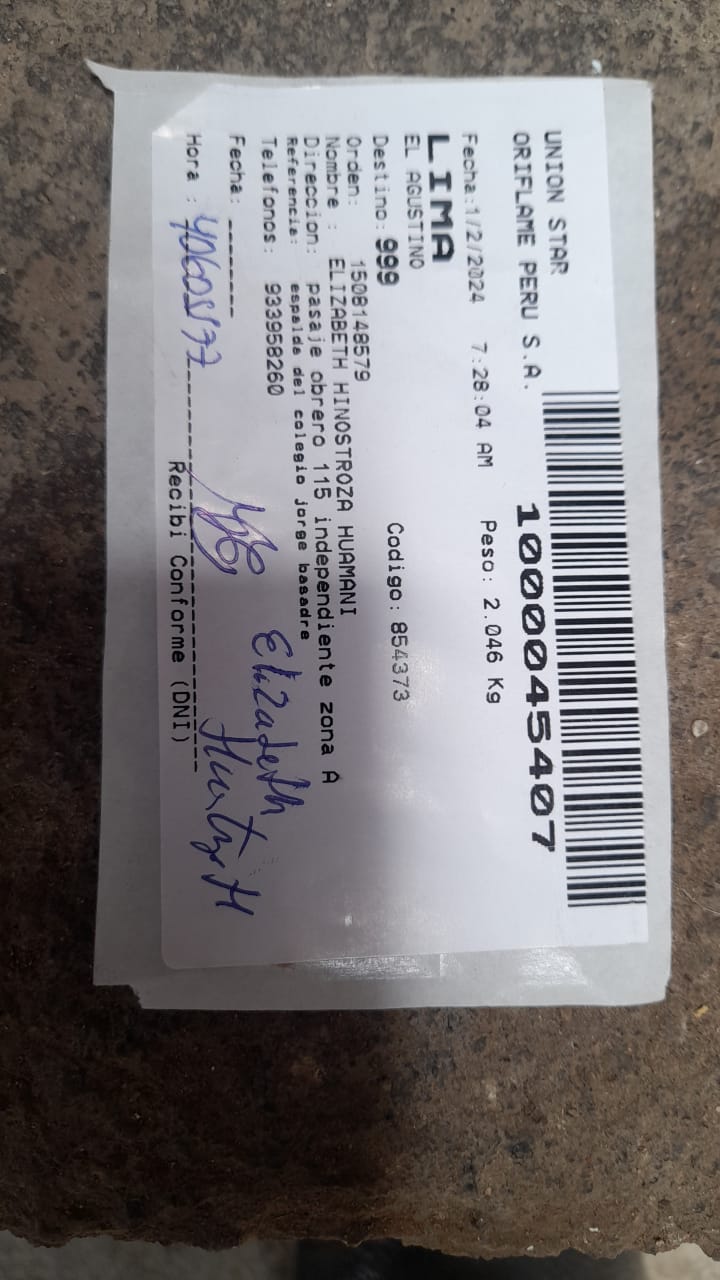 UNION STAR
ORIFLAME PERU S.A.
1000045407
Fecha:1/2/2024 7:28:04 AM Peso: 2.046 Kg
LIMA
EL AGUSTINO
Destino: 999 Codigo: 854373
Orden: 1508148579
Nombre : ELIZABETH HINOSTROZA HUAMANI
Direccion: pasaje obrero 115 independiente zona A
Referencia: espalda del colegio jorge basadre
Telefonos: 933958260
Fecha: _______
Elizabeth
Hora :
Recibi Conforme (DNI)